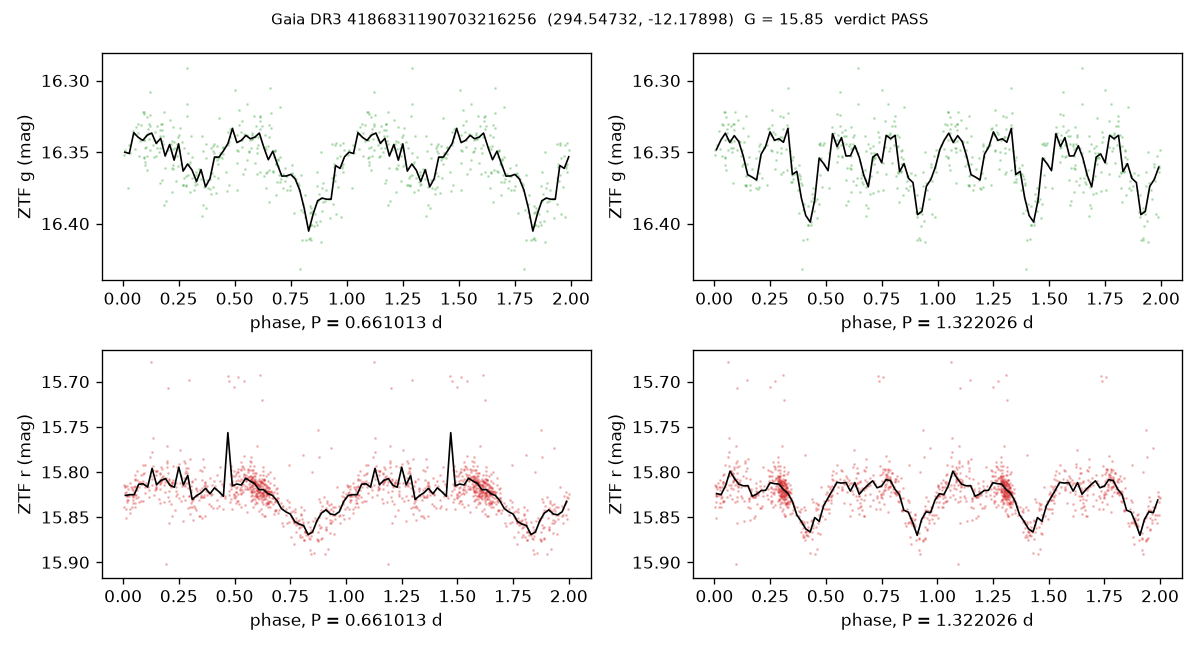 Gaia DR3 4186831190703216256 (294.54732, -12.17898) G = 15.85 verdict PASS
ZTF g (mag)
16.30
16.35
16.40
0.00 0.25 0.50 0.75 1.00 1.25 1.50 1.75 2.00
phase, P = 0.661013 d
ZTF g (mag)
16.30
16.35
16.40
0.00 0.25 0.50 0.75 1.00 1.25 1.50 1.75 2.00
phase, P = 1.322026 d
ZTF r (mag)
15.70
15.75
15.80
15.85
15.90
0.00 0.25 0.50 0.75 1.00 1.25 1.50 1.75 2.00
phase, P = 0.661013 d
ZTF r (mag)
15.70
15.75
15.80
15.85
15.90
0.00 0.25 0.50 0.75 1.00 1.25 1.50 1.75 2.00
phase, P = 1.322026 d